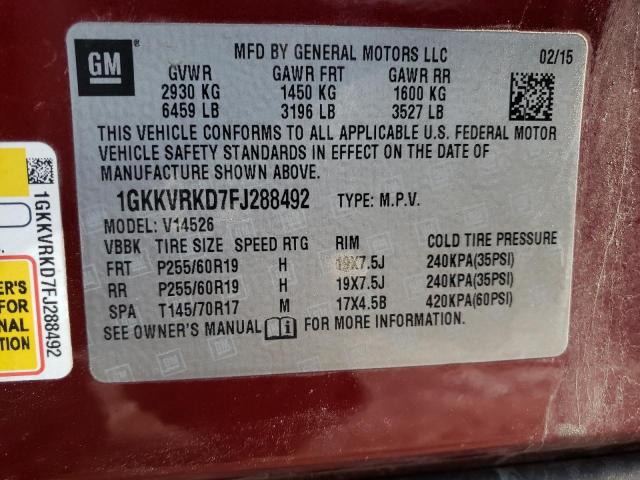 GM
MFD BY GENERAL MOTORS LLC 02/15
GVWR GAWR FRT GAWR RR
2930 KG 1450 KG 1600 KG
6459 LB 3196 LB 3527 LB
THIS VEHICLE CONFORMS TO ALL APPLICABLE U.S. FEDERAL MOTOR
VEHICLE SAFETY STANDARDS IN EFFECT ON THE DATE OF
MANUFACTURE SHOWN ABOVE.
1GKKVRKD7FJ288492 TYPE: M.P.V.
MODEL: V14526
VBBK TIRE SIZE SPEED RTG RIM COLD TIRE PRESSURE
FRT P255/60R19 H 19X7.5J 240KPA(35PSI)
RR P255/60R19 H 19X7.5J 240KPA(35PSI)
SPA T145/70R17 M 17X4.5B 420KPA(60PSI)
SEE OWNER'S MANUAL FOR MORE INFORMATION.
1GKKVRKD7FJ288492
ER'S
FOR
NAL
ATION